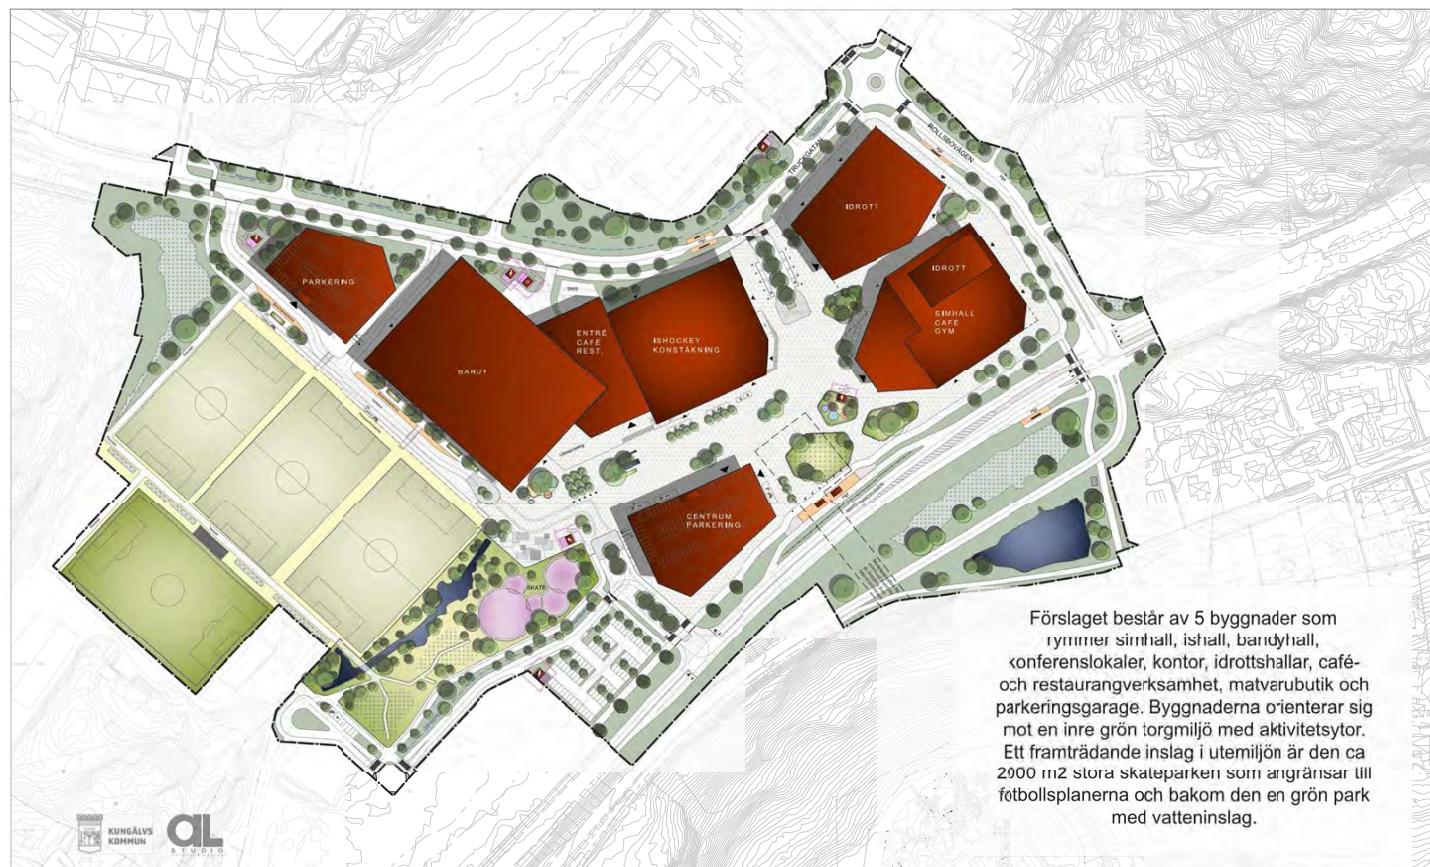 TRUCKGATAN
ROLLSBOVÄGEN
IDROTT
IDROTT
SIMHALL
CAFÉ
GYM
PARKERING
ENTRÉ
CAFÉ
REST,
ISHOCKEY
KONSTÅKNING
BANDY
CENTRUM
PARKERING
SKATE
Förslaget består av 5 byggnader som
rymmer simhall, ishall, bandyhall,
konferenslokaler, kontor, idrottshallar, café-
och restaurangverksamhet, matvarubutik och
parkeringsgarage. Byggnaderna orienterar sig
mot en inre grön torgmiljö med aktivitetsytor.
Ett framträdande inslag i utemiljön är den ca
2000 m2 stora skateparken som angränsar till
fotbollsplanerna och bakom den en grön park
med vatteninslag.
KUNGÄLVS
KOMMUN
aL
STUDIO